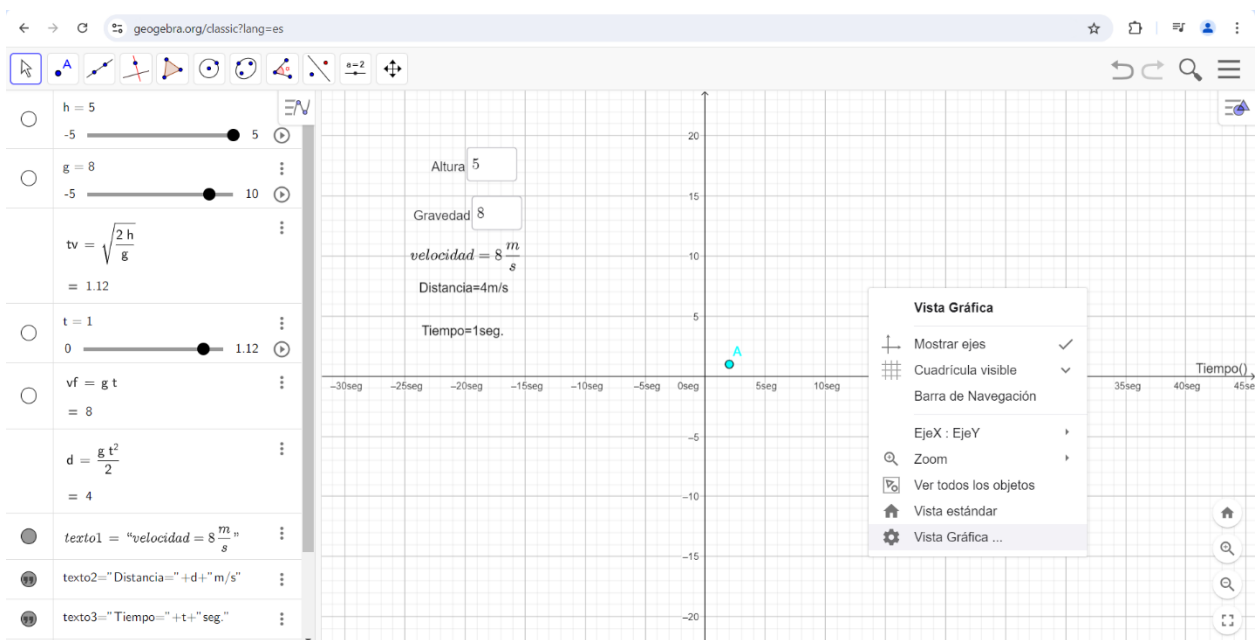 geogebra.org/classic?lang=es
A
a=2
h = 5
-5 5
g = 8
-5 10
tv = √(2 h / g)
= 1.12
t = 1
0 1.12
vf = g t
= 8
d = g t² / 2
= 4
texto1 = “velocidad = 8 m/s”
texto2="Distancia="+d+"m/s"
texto3="Tiempo="+t+"seg."
Altura 5
Gravedad 8
velocidad = 8 m/s
Distancia=4m/s
Tiempo=1seg.
20
15
10
5
−5
−10
−15
−20
A
−30seg −25seg −20seg −15seg −10seg −5seg 0seg 5seg 10seg 35seg 40seg 45se
Tiempo()
Vista Gráfica
Mostrar ejes
Cuadrícula visible
Barra de Navegación
EjeX : EjeY
Zoom
Ver todos los objetos
Vista estándar
Vista Gráfica ...